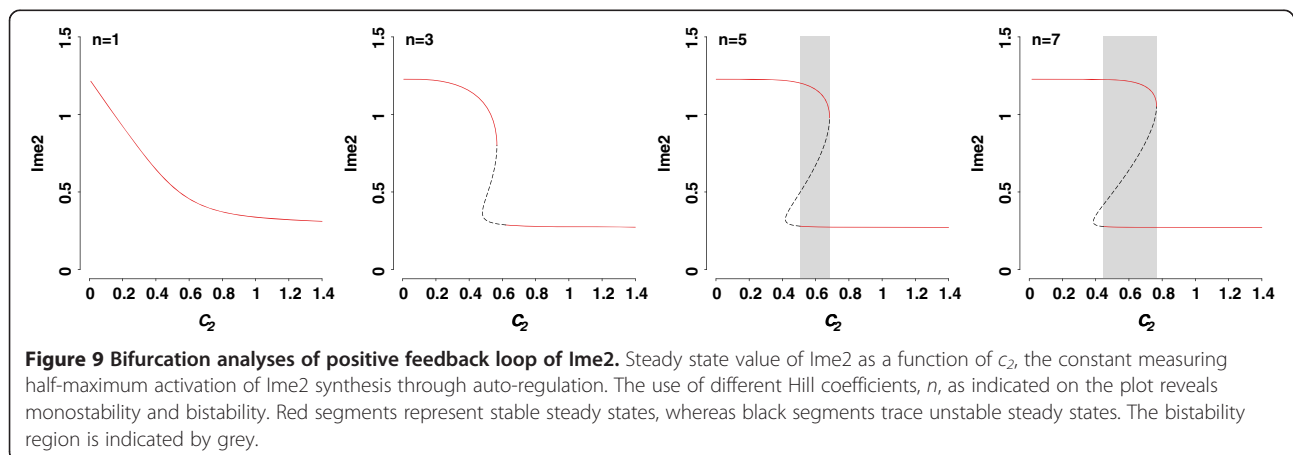 n=1
1.5
1
0.5
0
Ime2
0 0.2 0.4 0.6 0.8 1 1.2 1.4
C2
n=3
1.5
1
0.5
0
Ime2
0 0.2 0.4 0.6 0.8 1 1.2 1.4
C2
n=5
1.5
1
0.5
0
Ime2
0 0.2 0.4 0.6 0.8 1 1.2 1.4
C2
n=7
1.5
1
0.5
0
Ime2
0 0.2 0.4 0.6 0.8 1 1.2 1.4
C2
Figure 9 Bifurcation analyses of positive feedback loop of Ime2. Steady state value of Ime2 as a function of c2, the constant measuring
half-maximum activation of Ime2 synthesis through auto-regulation. The use of different Hill coefficients, n, as indicated on the plot reveals
monostability and bistability. Red segments represent stable steady states, whereas black segments trace unstable steady states. The bistability
region is indicated by grey.